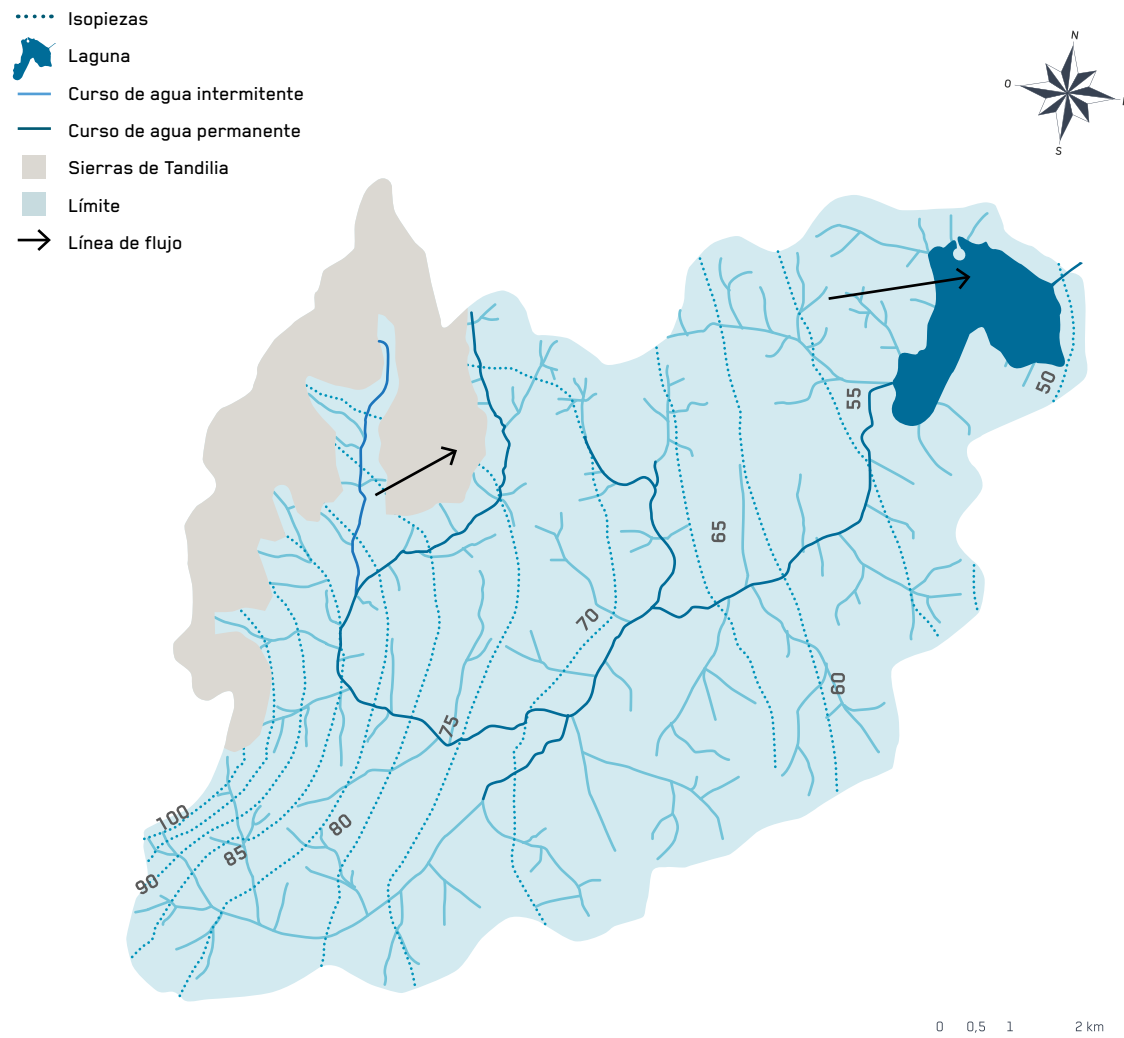 Isopiezas
Laguna
Curso de agua intermitente
Curso de agua permanente
Sierras de Tandilia
Límite
Línea de flujo
N
O
S
50
55
65
70
60
75
100
80
85
90
0 0,5 1 2 km